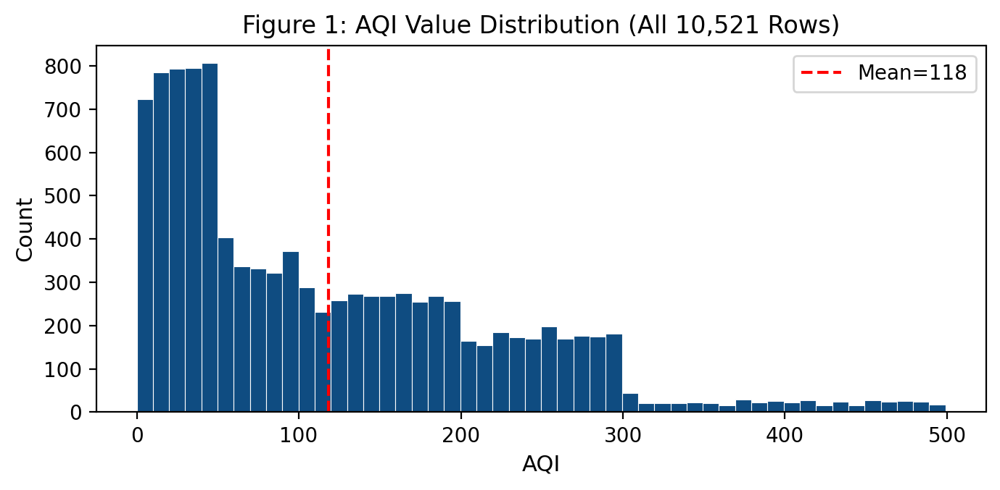 Figure 1: AQI Value Distribution (All 10,521 Rows)
Mean=118
Count
800
700
600
500
400
300
200
100
0
0 100 200 300 400 500
AQI